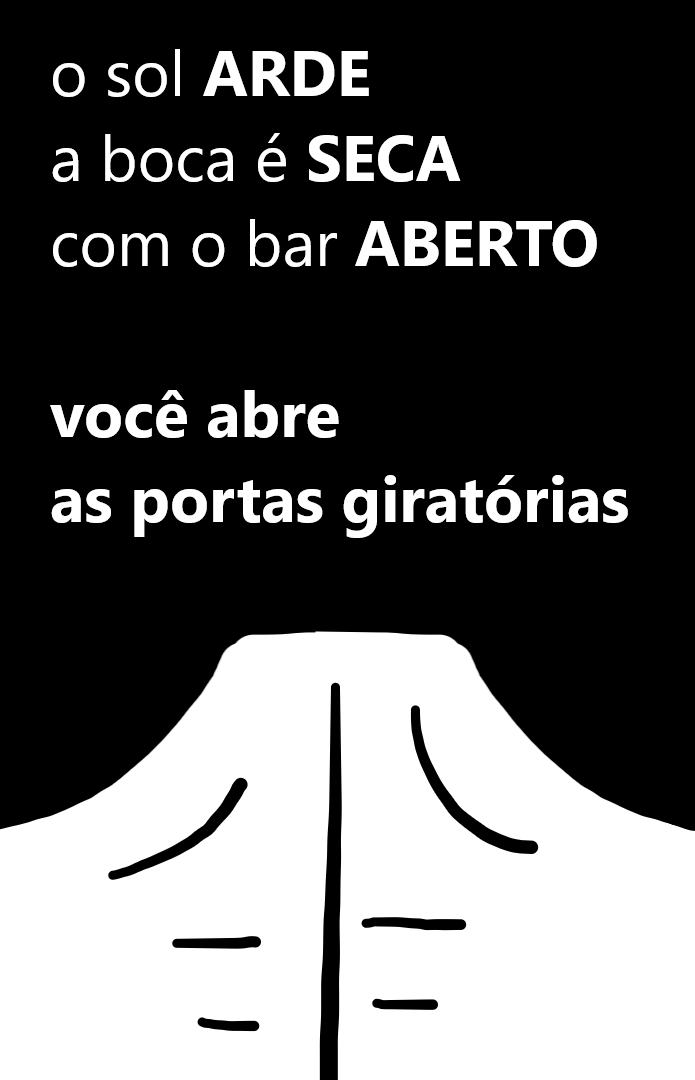 o sol ARDE
a boca é SECA
com o bar ABERTO
você abre
as portas giratórias